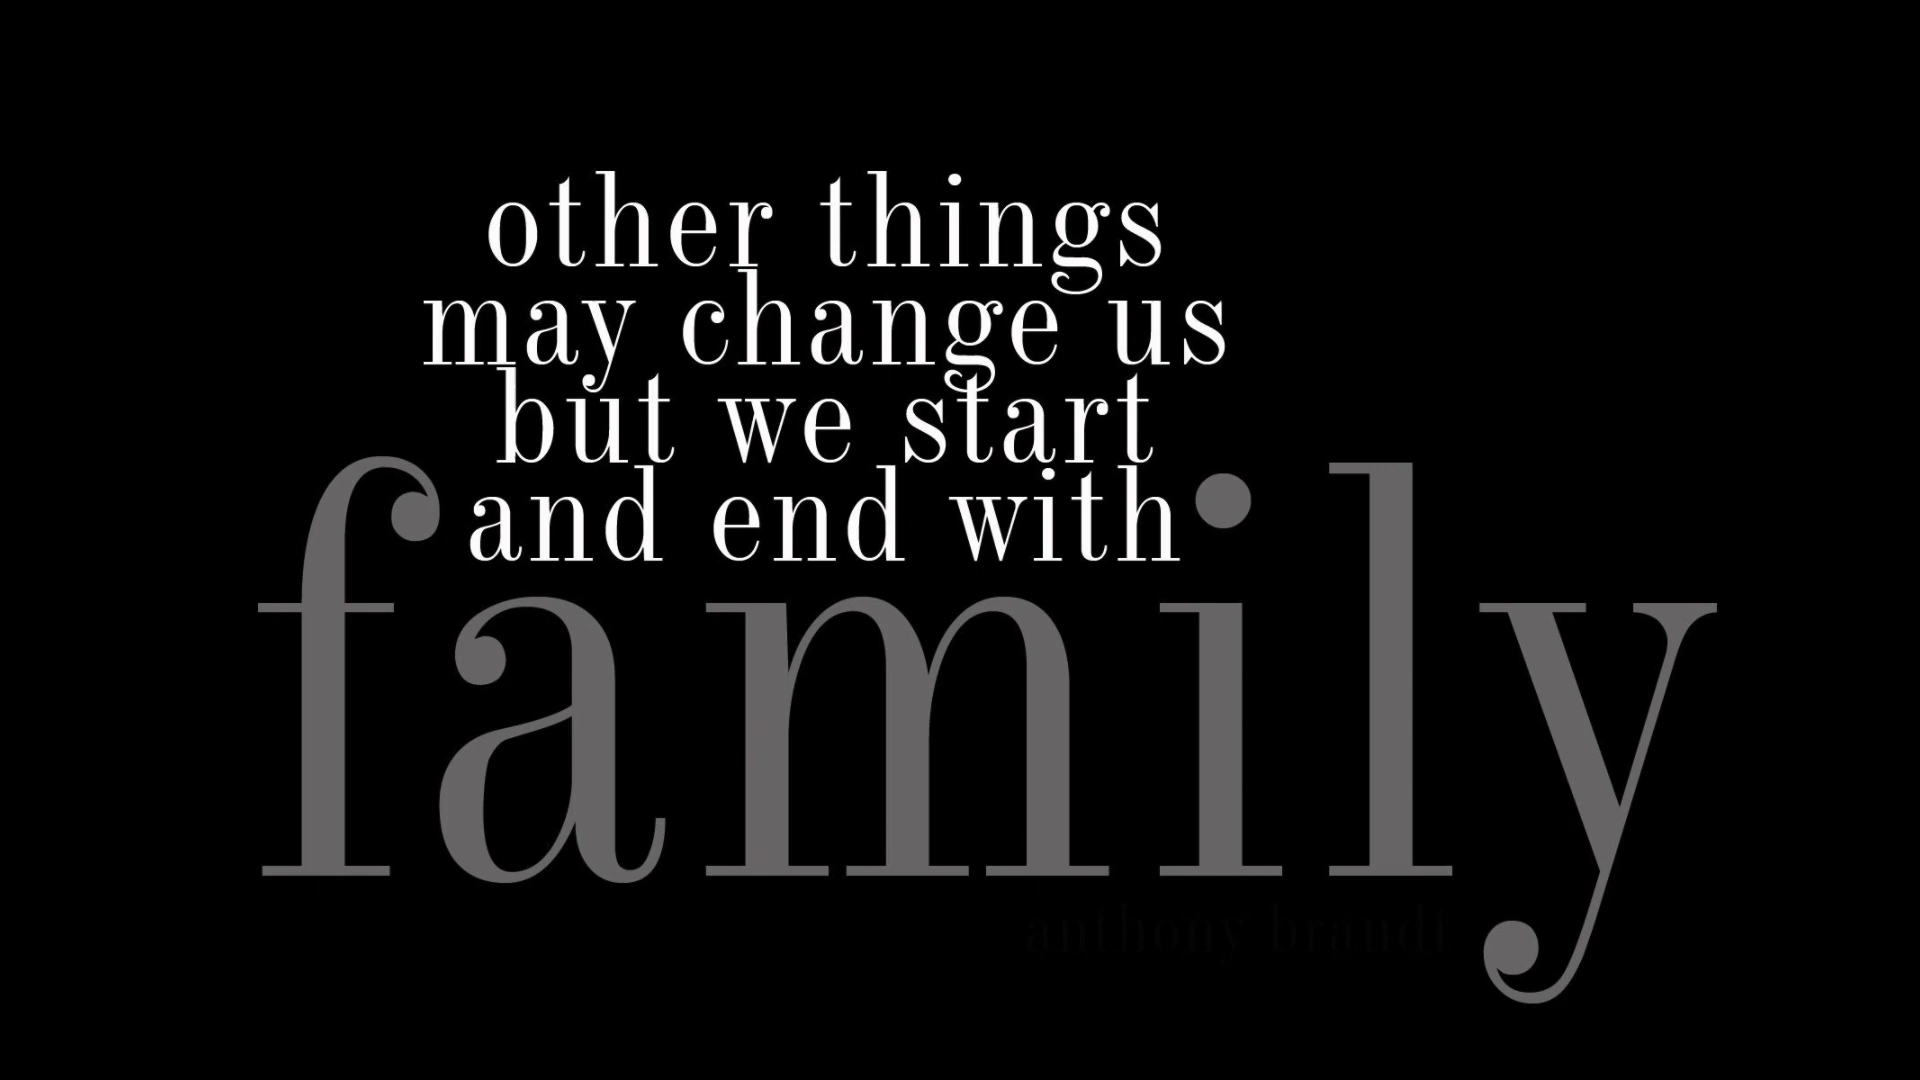 other things
may change us
but we start
and end with
family
anthony brandt